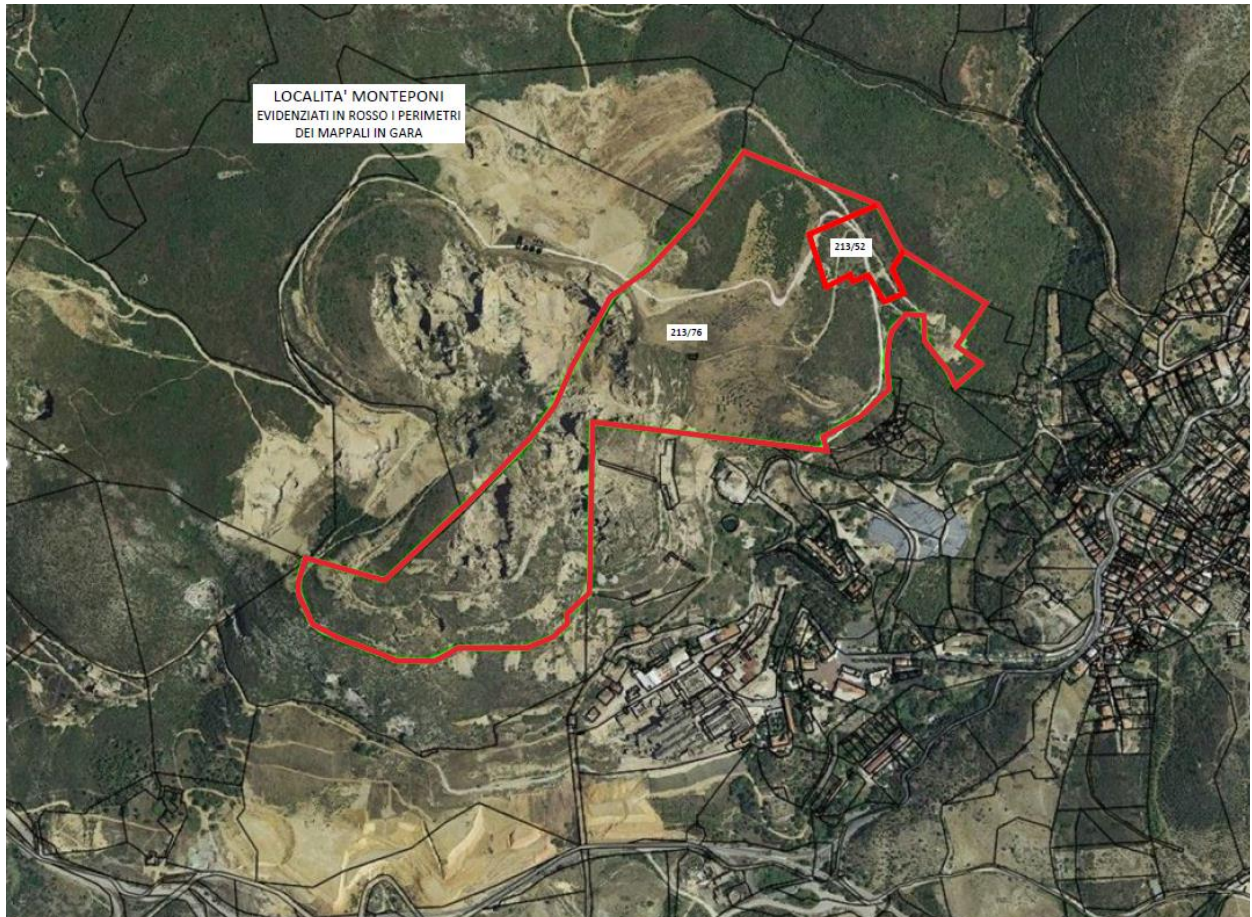 LOCALITA' MONTEPONI
EVIDENZIATI IN ROSSO I PERIMETRI
DEI MAPPALI IN GARA
213/52
213/76